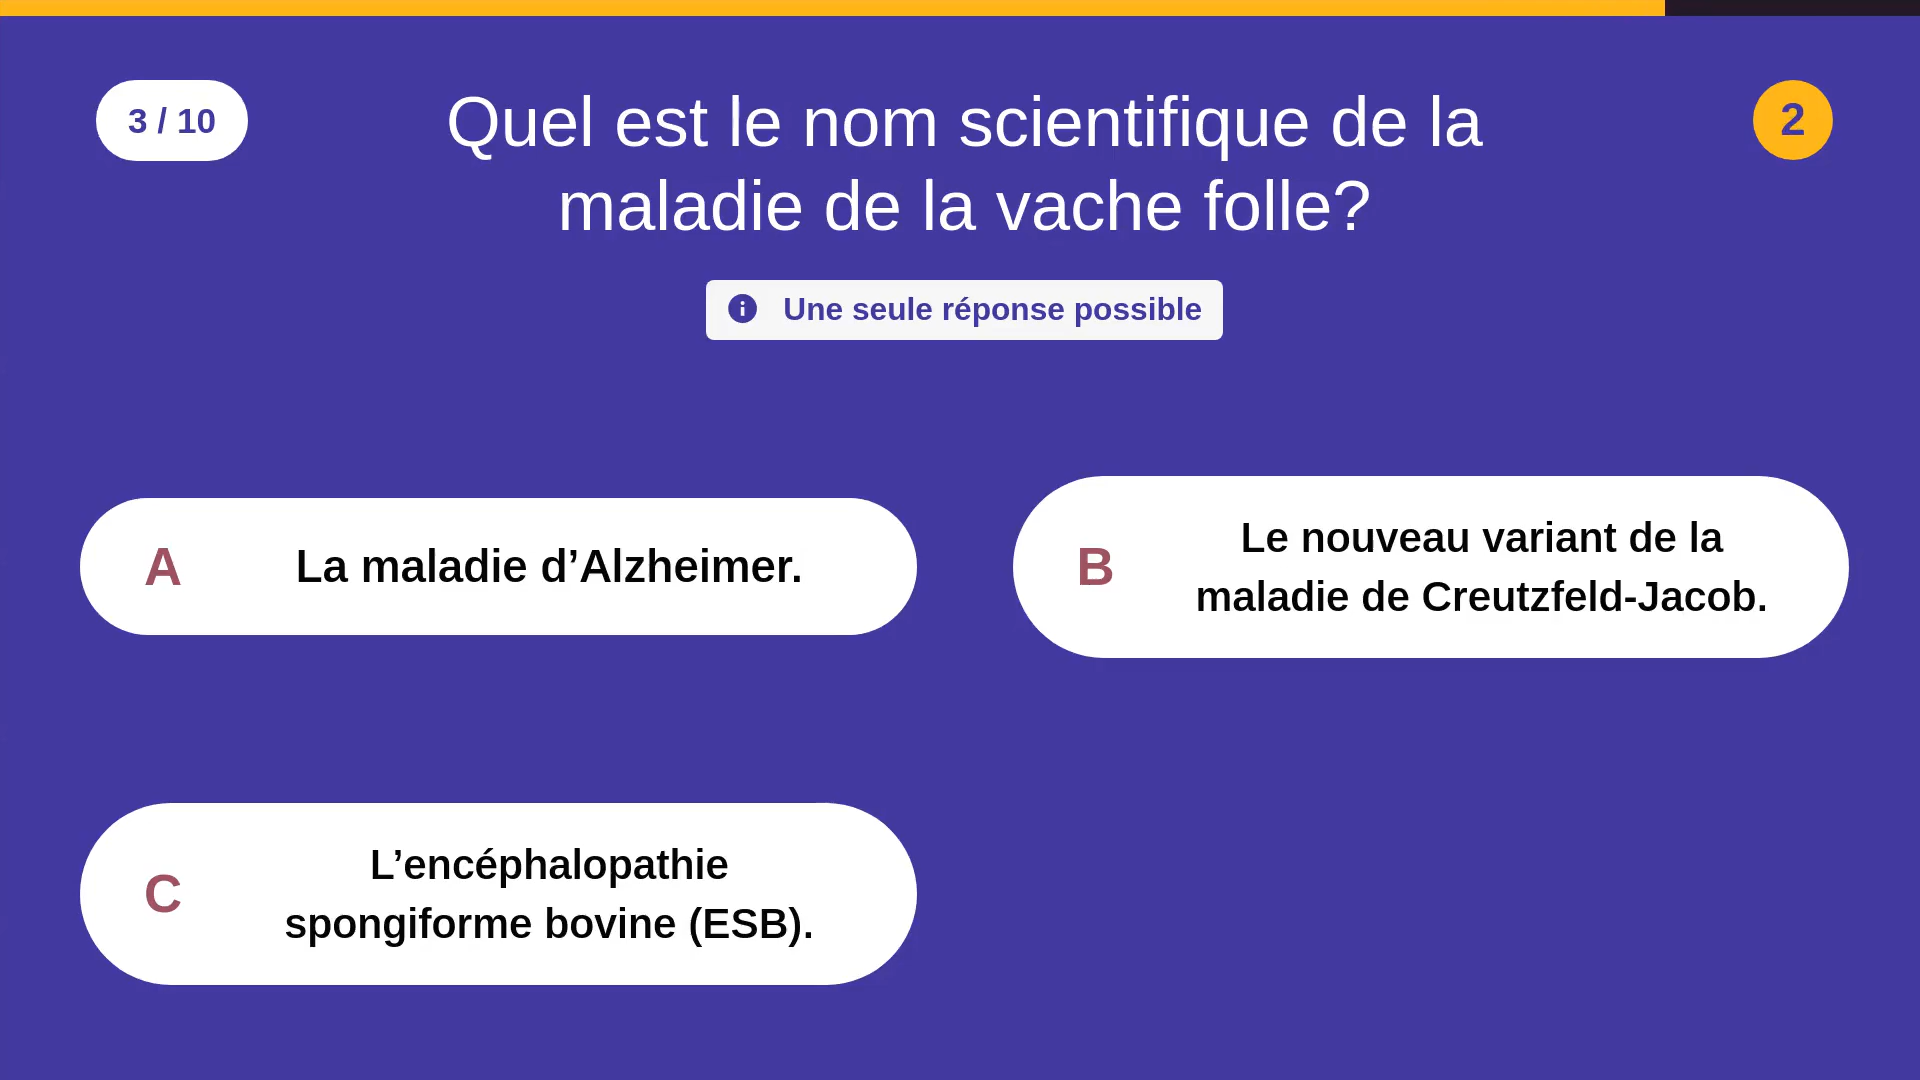 3 / 10
Quel est le nom scientifique de la
maladie de la vache folle?
2
Une seule réponse possible
A
La maladie d’Alzheimer.
B
Le nouveau variant de la
maladie de Creutzfeld-Jacob.
C
L’encéphalopathie
spongiforme bovine (ESB).